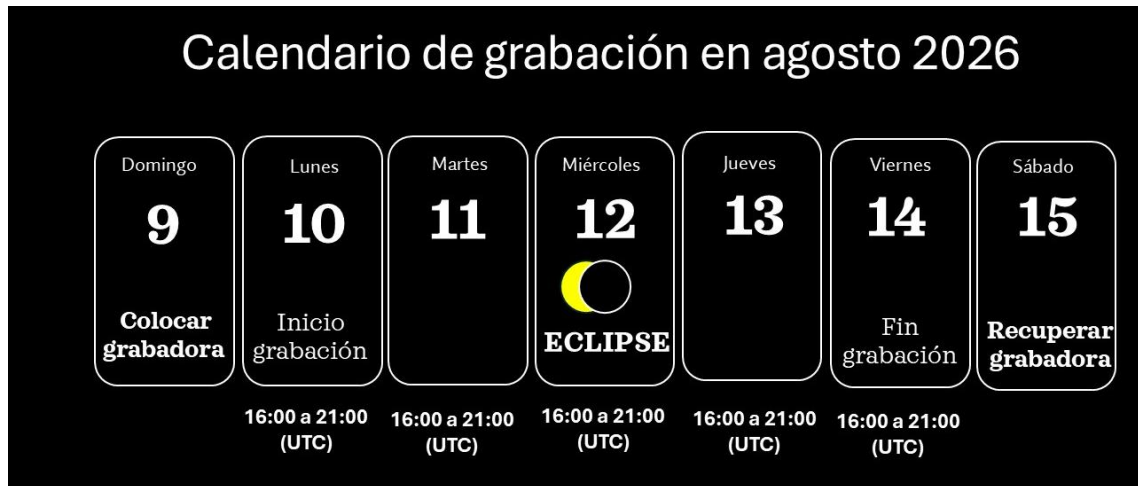 Calendario de grabación en agosto 2026
Domingo
9
Colocar
grabadora
Lunes
10
Inicio
grabación
16:00 a 21:00
(UTC)
Martes
11
16:00 a 21:00
(UTC)
Miércoles
12
ECLIPSE
16:00 a 21:00
(UTC)
Jueves
13
16:00 a 21:00
(UTC)
Viernes
14
Fin
grabación
16:00 a 21:00
(UTC)
Sábado
15
Recuperar
grabadora